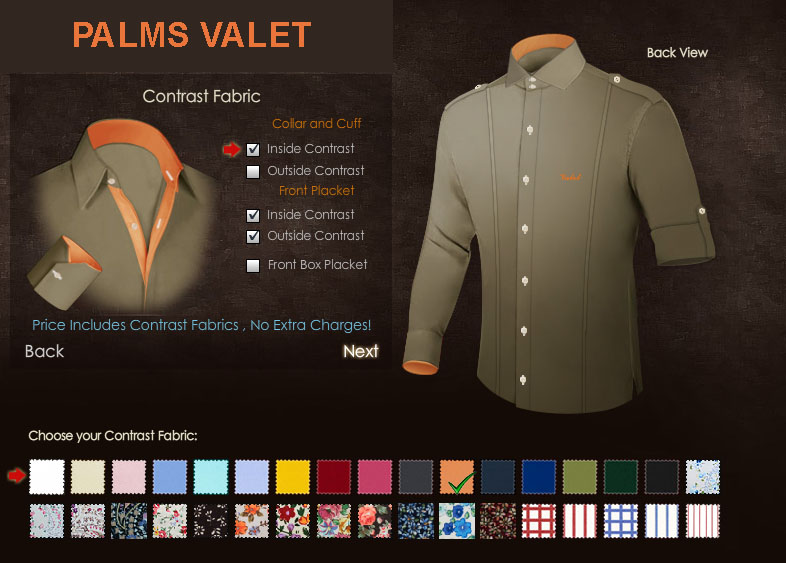 PALMS VALET
Back View
Contrast Fabric
Collar and Cuff
Inside Contrast
Outside Contrast
Front Placket
Inside Contrast
Outside Contrast
Front Box Placket
Price Includes Contrast Fabrics , No Extra Charges!
Back
Next
Choose your Contrast Fabric: